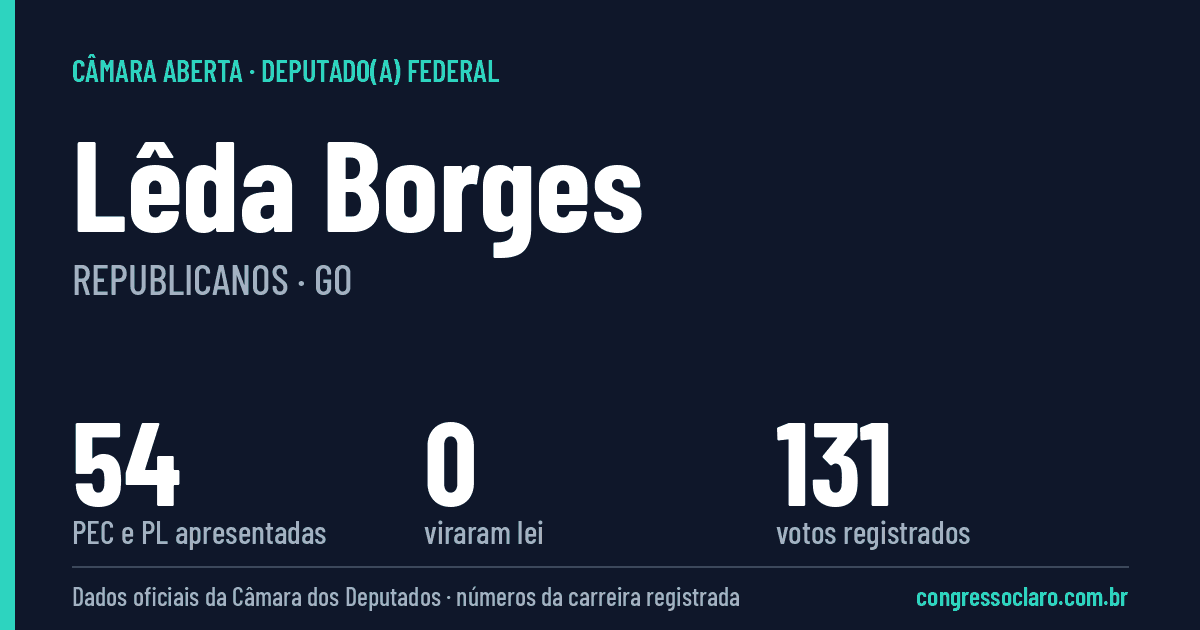 CÂMARA ABERTA · DEPUTADO(A) FEDERAL
Lêda Borges
REPUBLICANOS · GO
54 0 131
PEC e PL apresentadas viraram lei votos registrados
Dados oficiais da Câmara dos Deputados · números da carreira registrada congressoclaro.com.br